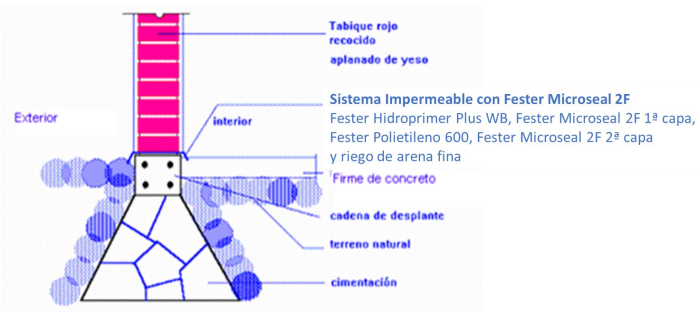 Tabique rojo
recocido
aplanado de yeso
Sistema Impermeable con Fester Microseal 2F
Fester Hidroprimer Plus WB, Fester Microseal 2F 1ª capa,
Fester Polietileno 600, Fester Microseal 2F 2ª capa
y riego de arena fina
Exterior
interior
Firme de concreto
cadena de desplante
terreno natural
cimentación